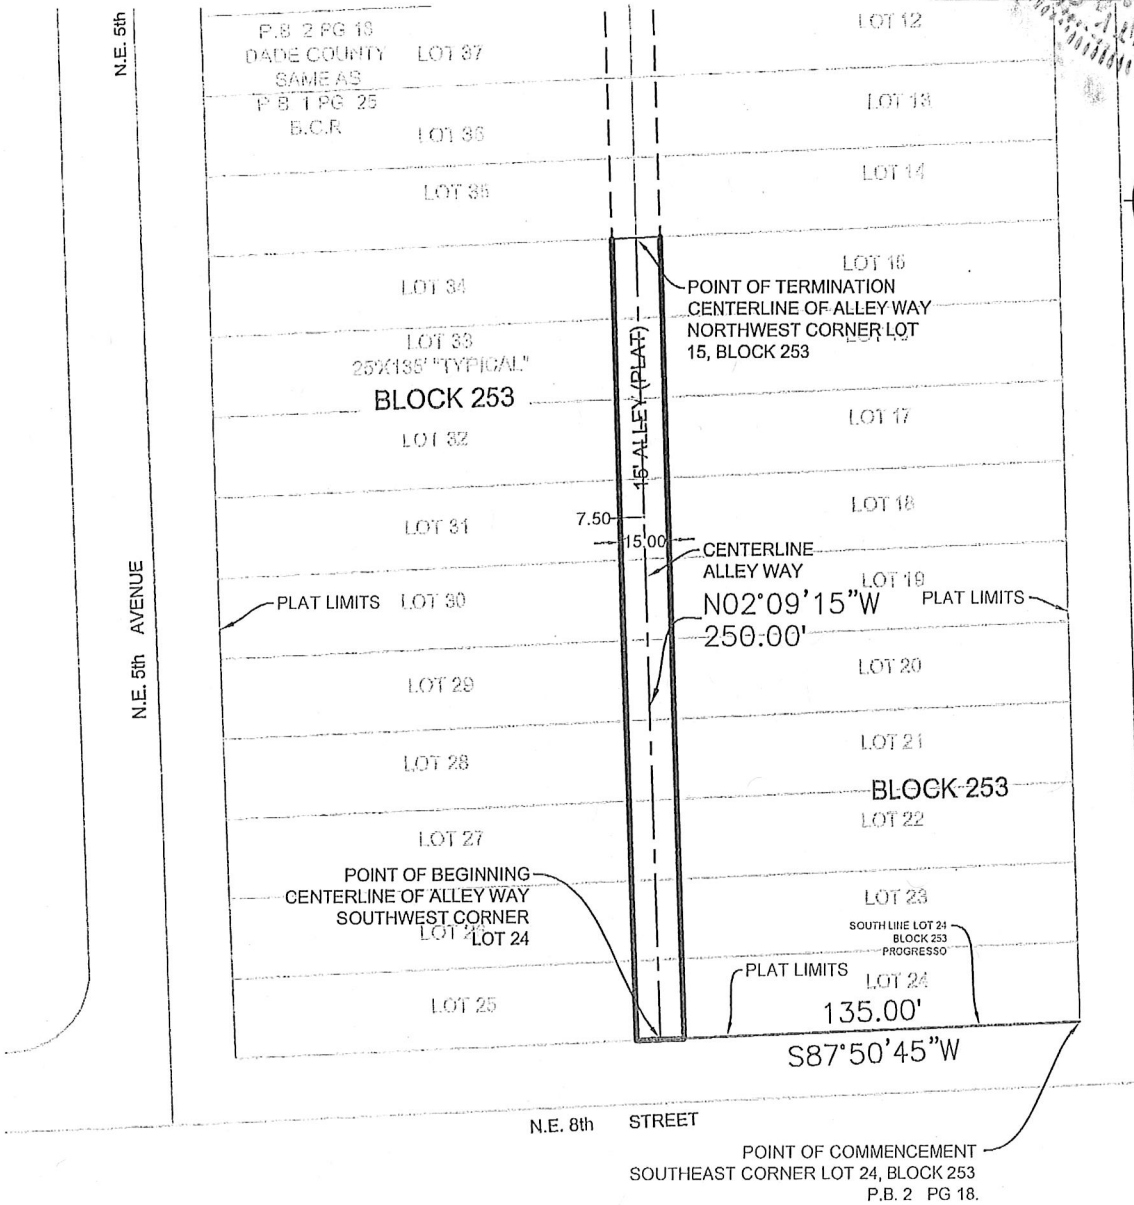 N.E. 5th
P.B 2 PG 18
DADE COUNTY
SAME AS
P B 1 PG 25
B.C.R
LOT 37
LOT 36
LOT 35
LOT 34
LOT 33
25'X135' "TYPICAL"
BLOCK 253
LOT 32
LOT 31
PLAT LIMITS
LOT 30
LOT 29
LOT 28
LOT 27
POINT OF BEGINNING
CENTERLINE OF ALLEY WAY
SOUTHWEST CORNER
LOT 24
LOT 25
N.E. 5th AVENUE
15' ALLEY (PLAT)
7.50
15.00
LOT 12
LOT 13
LOT 14
LOT 15
POINT OF TERMINATION
CENTERLINE OF ALLEY WAY
NORTHWEST CORNER LOT
15, BLOCK 253
LOT 17
LOT 18
CENTERLINE
ALLEY WAY
LOT 19
N02°09'15"W
250.00'
PLAT LIMITS
LOT 20
LOT 21
BLOCK 253
LOT 22
LOT 23
SOUTH LINE LOT 24
BLOCK 253
PROGRESSO
PLAT LIMITS
LOT 24
135.00'
S87°50'45"W
N.E. 8th STREET
POINT OF COMMENCEMENT
SOUTHEAST CORNER LOT 24, BLOCK 253
P.B. 2 PG 18.